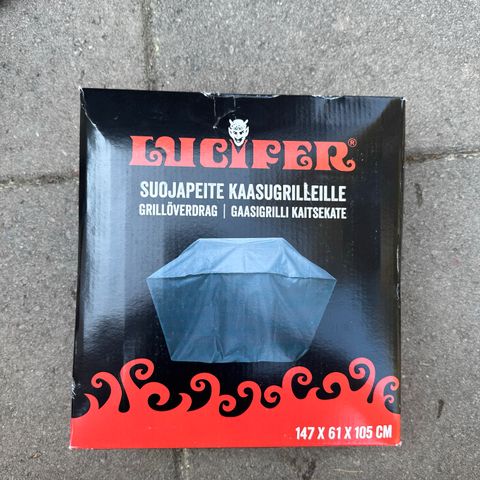 LUCIFER®
SUOJAPEITE KAASUGRILLEILLE
GRILLÖVERDRAG | GAASIGRILLI KAITSEKATE
147 X 61 X 105 CM